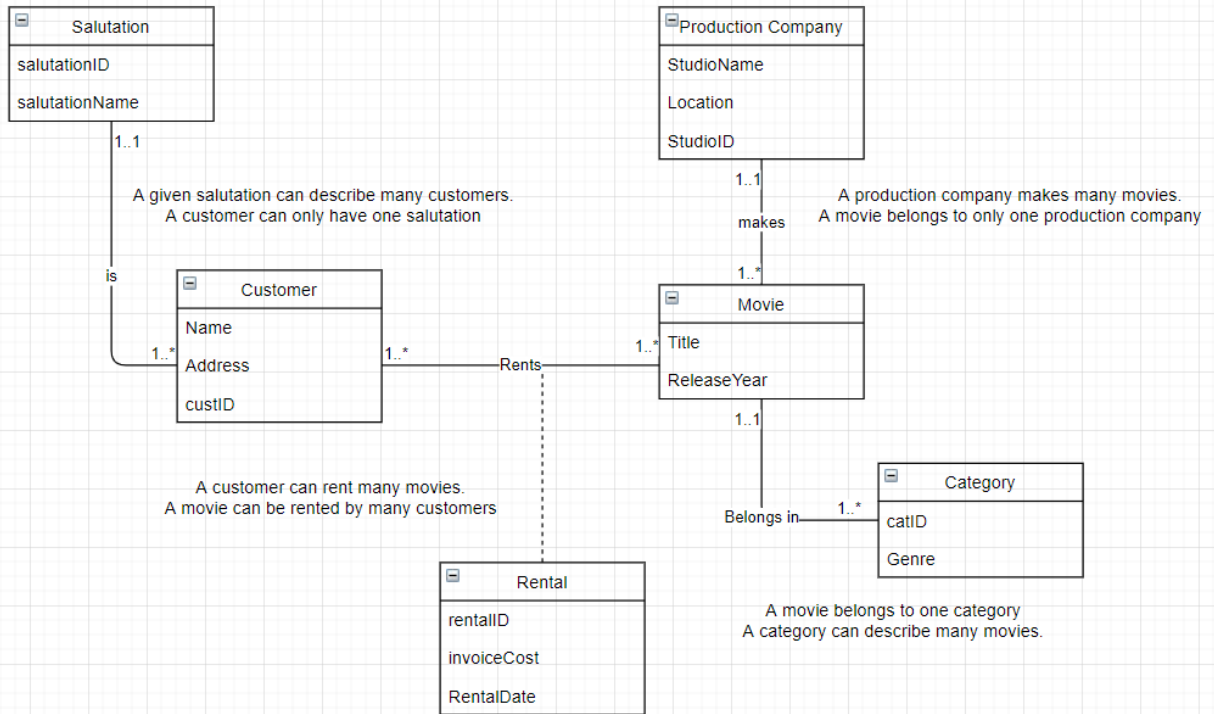 Salutation
salutationID
salutationName
1..1
A given salutation can describe many customers.
A customer can only have one salutation
is
1..*
Customer
Name
Address
custID
1..*
Rents
1..*
Production Company
StudioName
Location
StudioID
1..1
makes
1..*
A production company makes many movies.
A movie belongs to only one production company
Movie
Title
ReleaseYear
1..1
Belongs in
1..*
Category
catID
Genre
A customer can rent many movies.
A movie can be rented by many customers
Rental
rentalID
invoiceCost
RentalDate
A movie belongs to one category
A category can describe many movies.